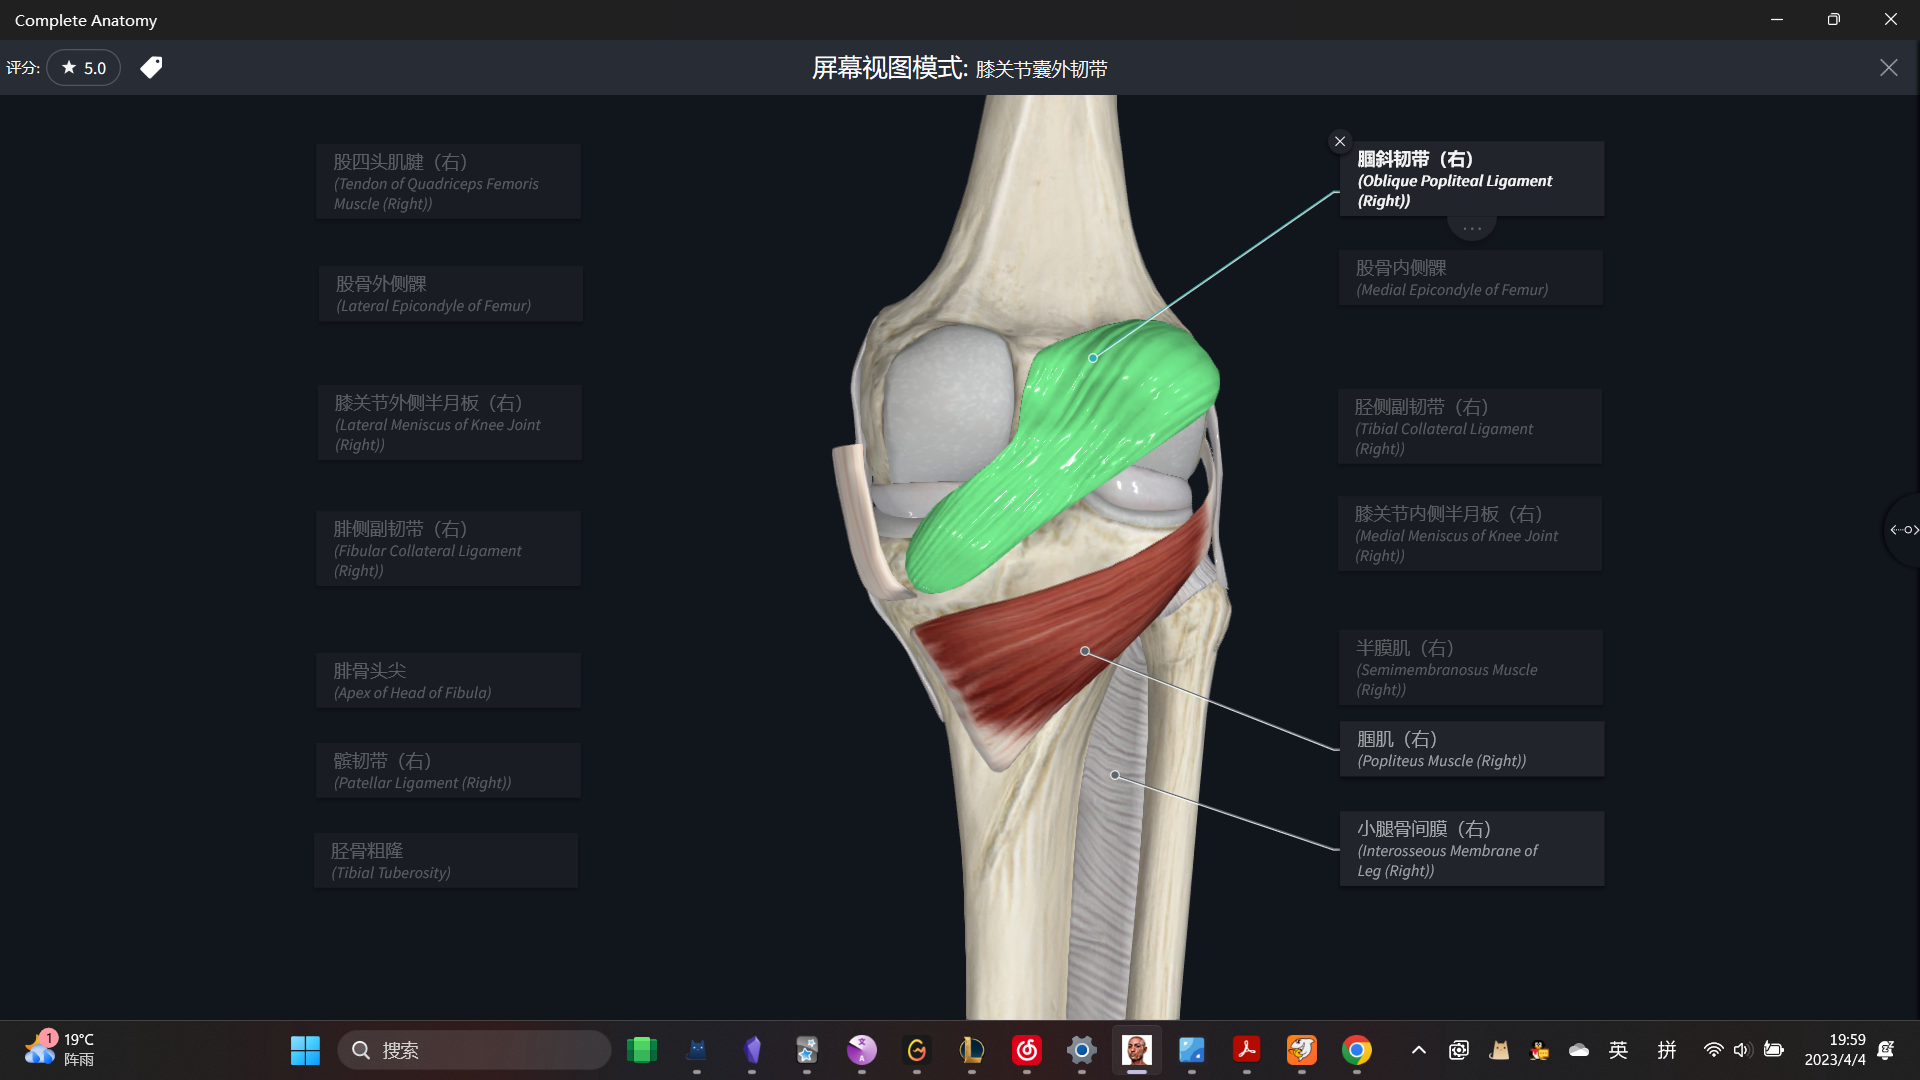 Complete Anatomy
评分:
5.0
屏幕视图模式: 膝关节囊外韧带
股四头肌腱（右）
(Tendon of Quadriceps Femoris
Muscle (Right))
股骨外侧髁
(Lateral Epicondyle of Femur)
膝关节外侧半月板（右）
(Lateral Meniscus of Knee Joint
(Right))
腓侧副韧带（右）
(Fibular Collateral Ligament
(Right))
腓骨头尖
(Apex of Head of Fibula)
髌韧带（右）
(Patellar Ligament (Right))
胫骨粗隆
(Tibial Tuberosity)
腘斜韧带（右）
(Oblique Popliteal Ligament
(Right))
...
股骨内侧髁
(Medial Epicondyle of Femur)
胫侧副韧带（右）
(Tibial Collateral Ligament
(Right))
膝关节内侧半月板（右）
(Medial Meniscus of Knee Joint
(Right))
半膜肌（右）
(Semimembranosus Muscle
(Right))
腘肌（右）
(Popliteus Muscle (Right))
小腿骨间膜（右）
(Interosseous Membrane of
Leg (Right))
1
19°C
阵雨
搜索
英
拼
19:59
2023/4/4